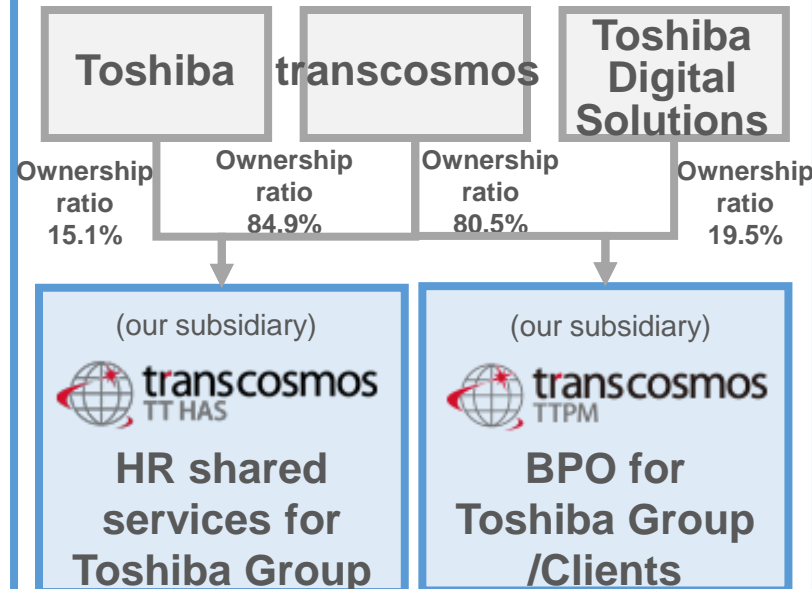 Toshiba
transcosmos
Toshiba
Digital
Solutions
Ownership
ratio
15.1%
Ownership
ratio
84.9%
Ownership
ratio
80.5%
Ownership
ratio
19.5%
(our subsidiary)
transcosmos
TT HAS
HR shared
services for
Toshiba Group
(our subsidiary)
transcosmos
TTPM
BPO for
Toshiba Group
/Clients